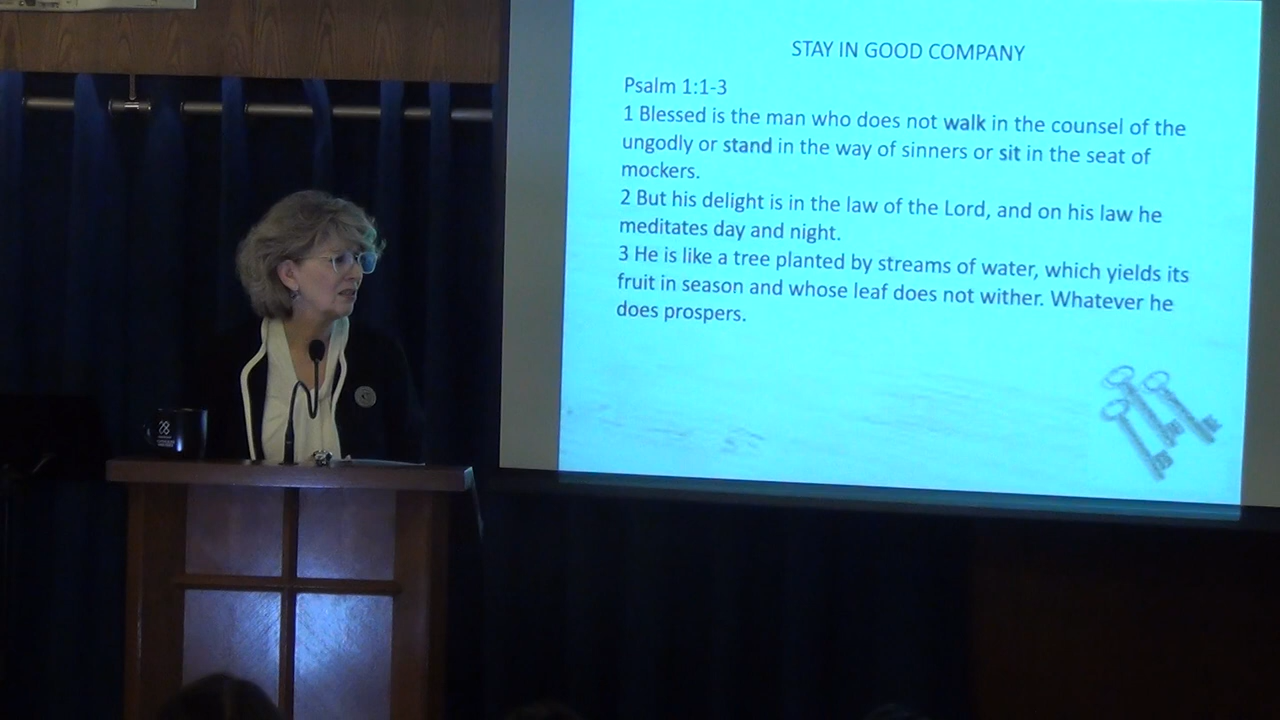 STAY IN GOOD COMPANY
Psalm 1:1-3
1 Blessed is the man who does not walk in the counsel of the
ungodly or stand in the way of sinners or sit in the seat of
mockers.
2 But his delight is in the law of the Lord, and on his law he
meditates day and night.
3 He is like a tree planted by streams of water, which yields its
fruit in season and whose leaf does not wither. Whatever he
does prospers.